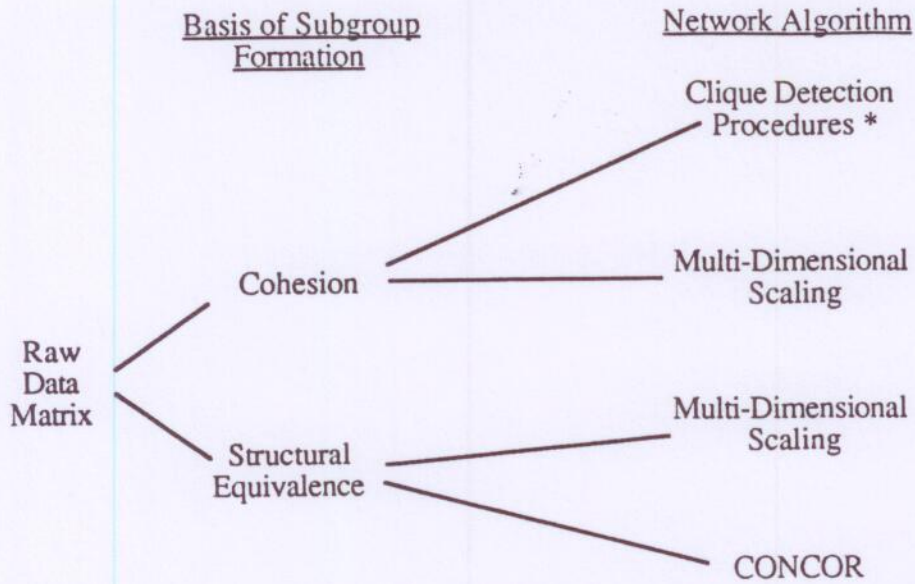 Basis of Subgroup
Formation
Network Algorithm
Clique Detection
Procedures *
Cohesion
Multi-Dimensional
Scaling
Raw
Data
Matrix
Multi-Dimensional
Scaling
Structural
Equivalence
CONCOR